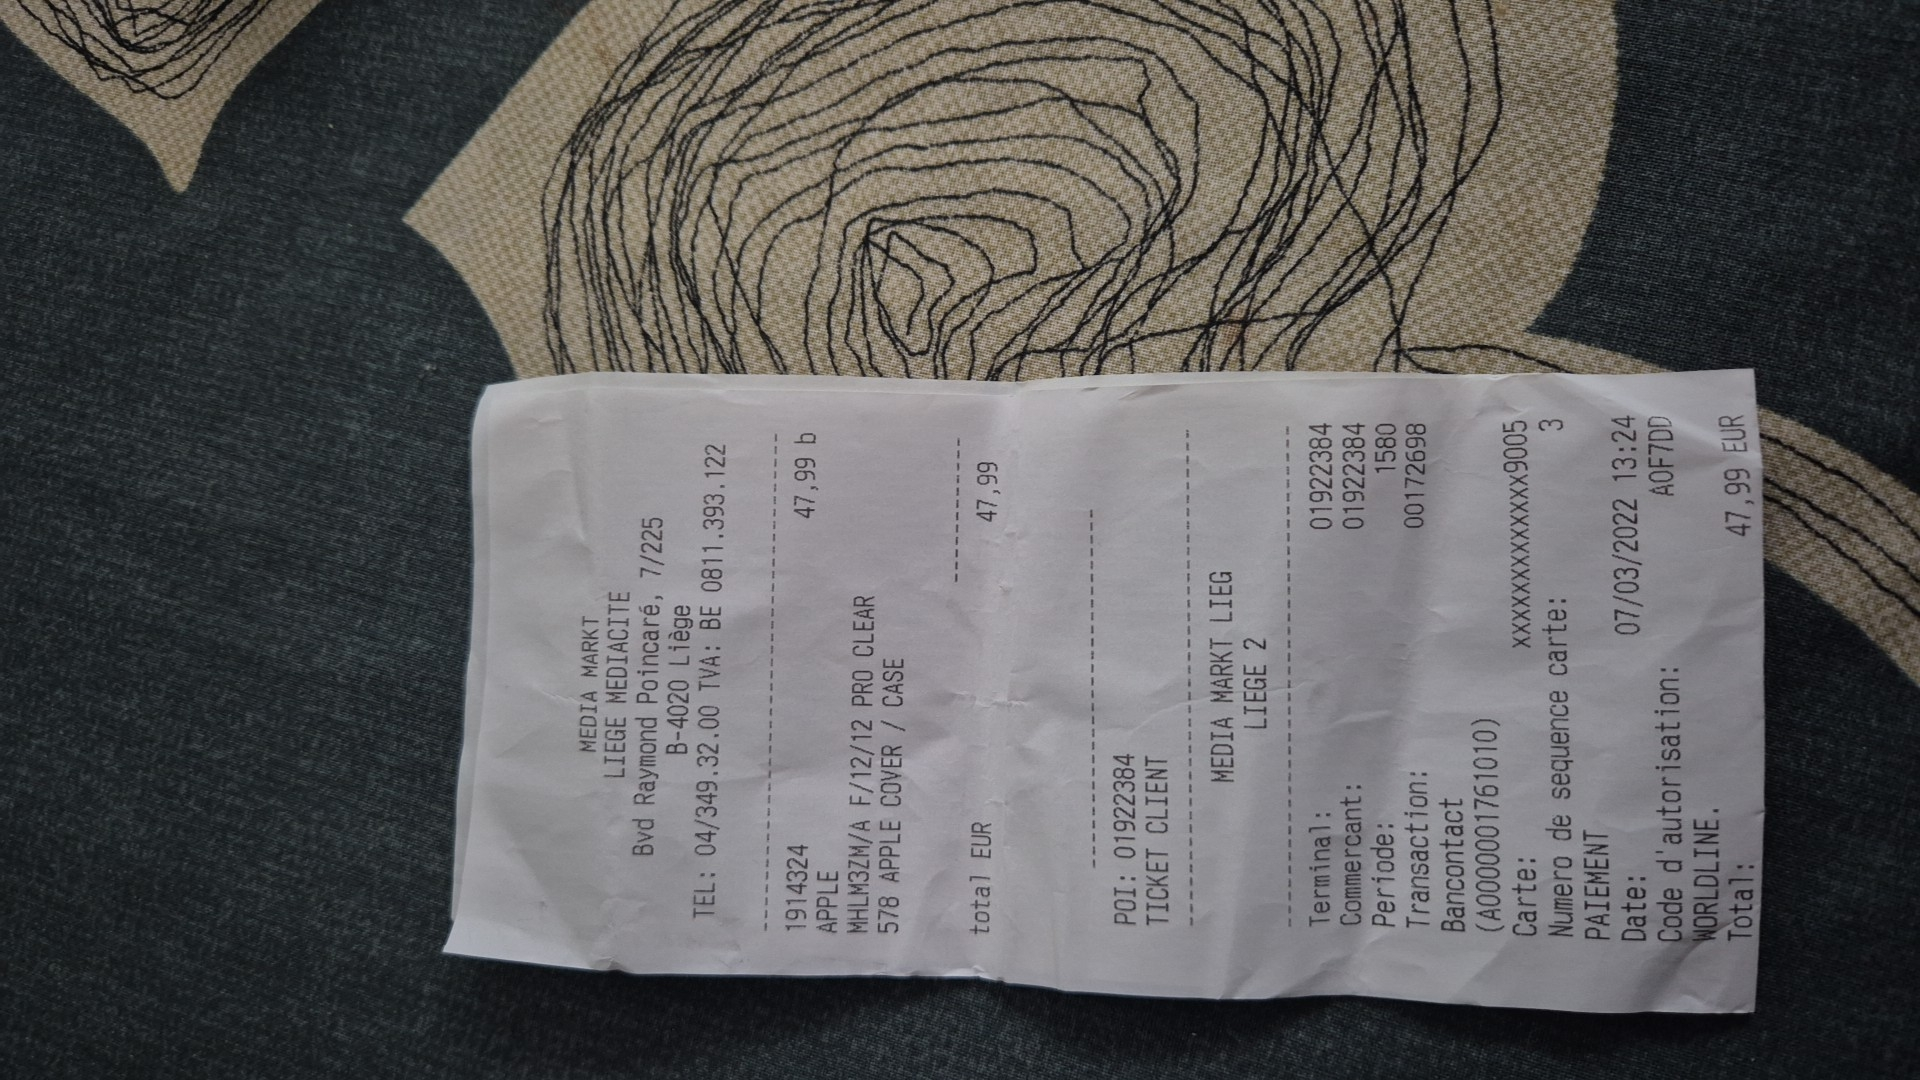 MEDIA MARKT
LIEGE MEDIACITE
Bvd Raymond Poincaré, 7/225
B-4020 Liège
TEL: 04/349.32.00 TVA: BE 0811.393.122
1914324 47,99 b
APPLE
MHLM3ZM/A F/12/12 PRO CLEAR
578 APPLE COVER / CASE
total EUR 47,99
POI: 01922384
TICKET CLIENT
MEDIA MARKT LIEG
LIEGE 2
Terminal: 01922384
Commercant: 01922384
Periode: 1580
Transaction: 00172698
Bancontact
(A0000001761010)
Carte: xxxxxxxxxxxxx9005
Numero de sequence carte: 3
PAIEMENT
Date: 07/03/2022 13:24
Code d'autorisation: A0F7DD
WORLDLINE.
Total: 47,99 EUR